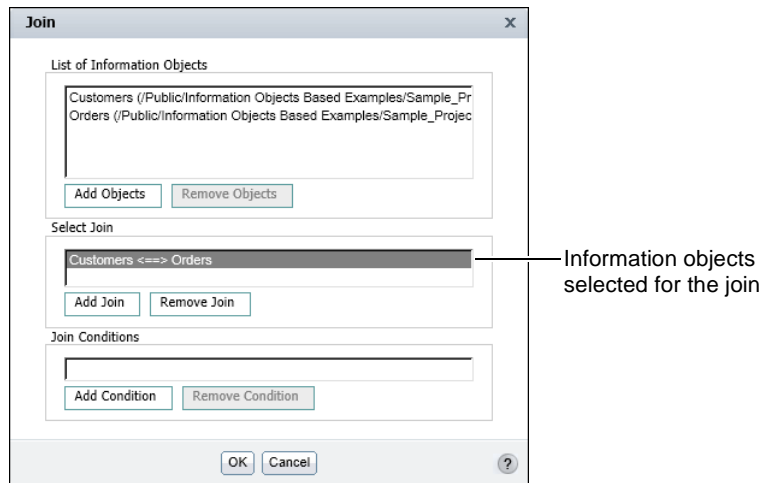 Join x
List of Information Objects
Customers (/Public/Information Objects Based Examples/Sample_Pr
Orders (/Public/Information Objects Based Examples/Sample_Projec
Add Objects Remove Objects
Select Join
Customers <==> Orders
Add Join Remove Join
Join Conditions
Add Condition Remove Condition
OK Cancel ?
Information objects
selected for the join